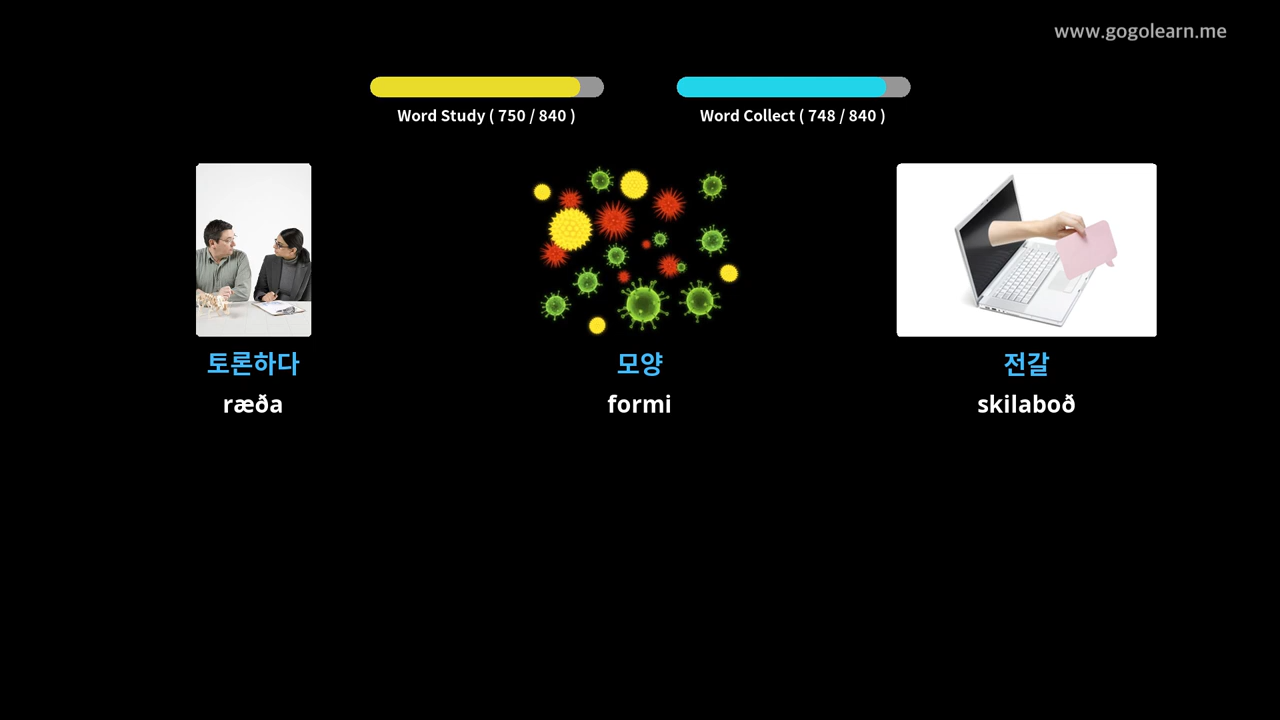 www.gogolearn.me
Word Study ( 750 / 840 )
Word Collect ( 748 / 840 )
토론하다
모양
전갈
ræða
formi
skilaboð